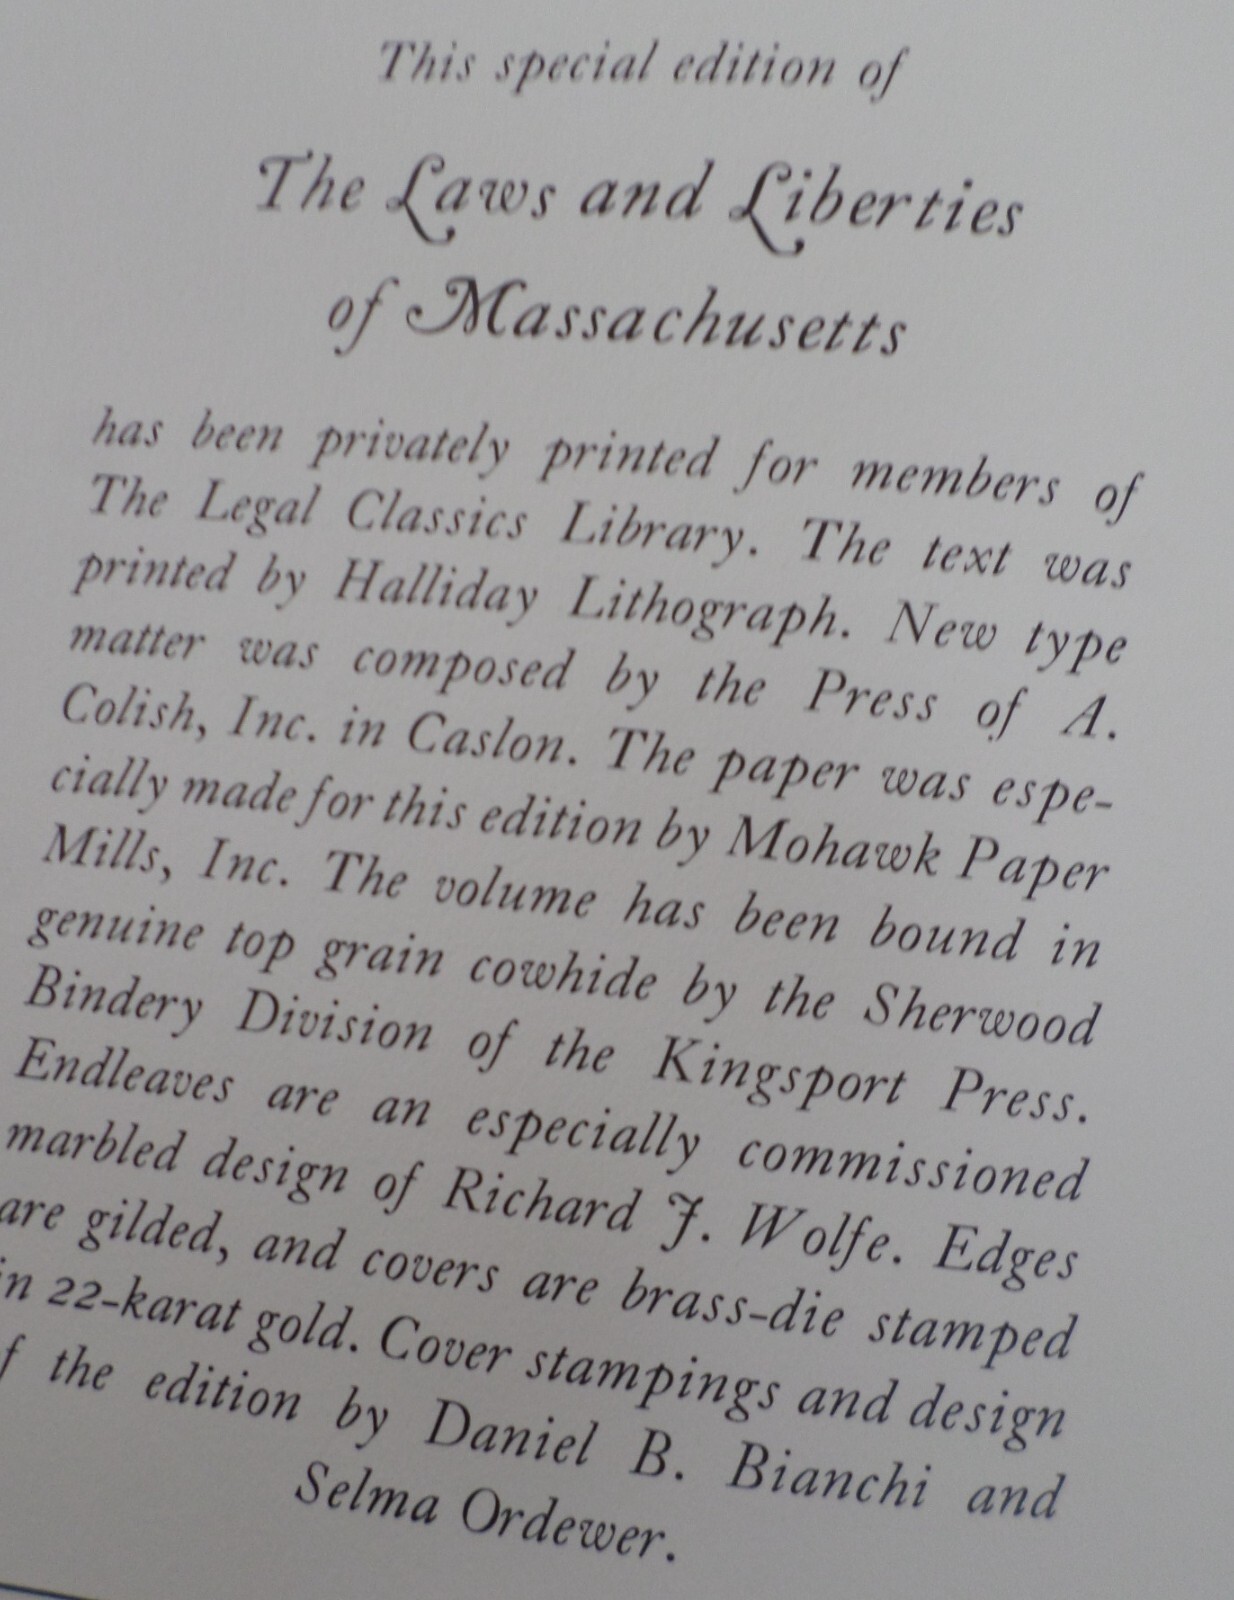 This special edition of
The Laws and Liberties
of Massachusetts
has been privately printed for members of
The Legal Classics Library. The text was
printed by Halliday Lithograph. New type
matter was composed by the Press of A.
Colish, Inc. in Caslon. The paper was espe-
cially made for this edition by Mohawk Paper
Mills, Inc. The volume has been bound in
genuine top grain cowhide by the Sherwood
Bindery Division of the Kingsport Press.
Endleaves are an especially commissioned
marbled design of Richard J. Wolfe. Edges
are gilded, and covers are brass-die stamped
in 22-karat gold. Cover stampings and design
f the edition by Daniel B. Bianchi and
Selma Ordewer.